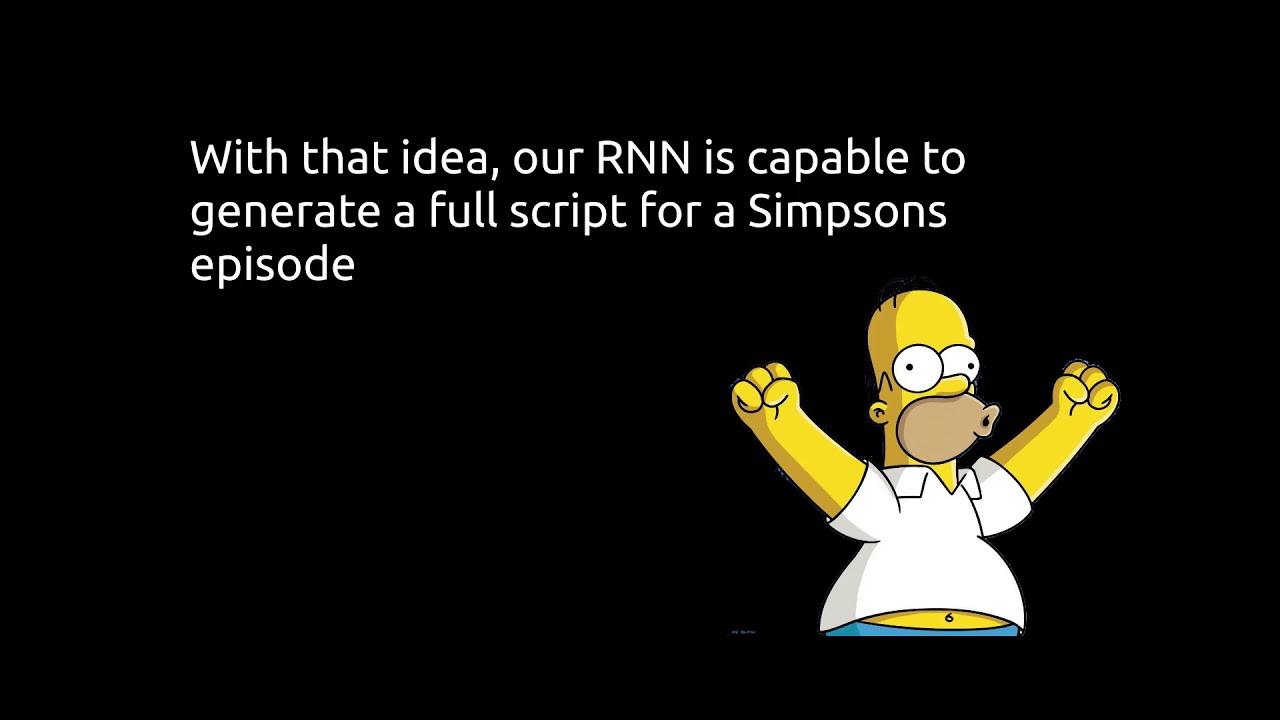 With that idea, our RNN is capable to
generate a full script for a Simpsons
episode